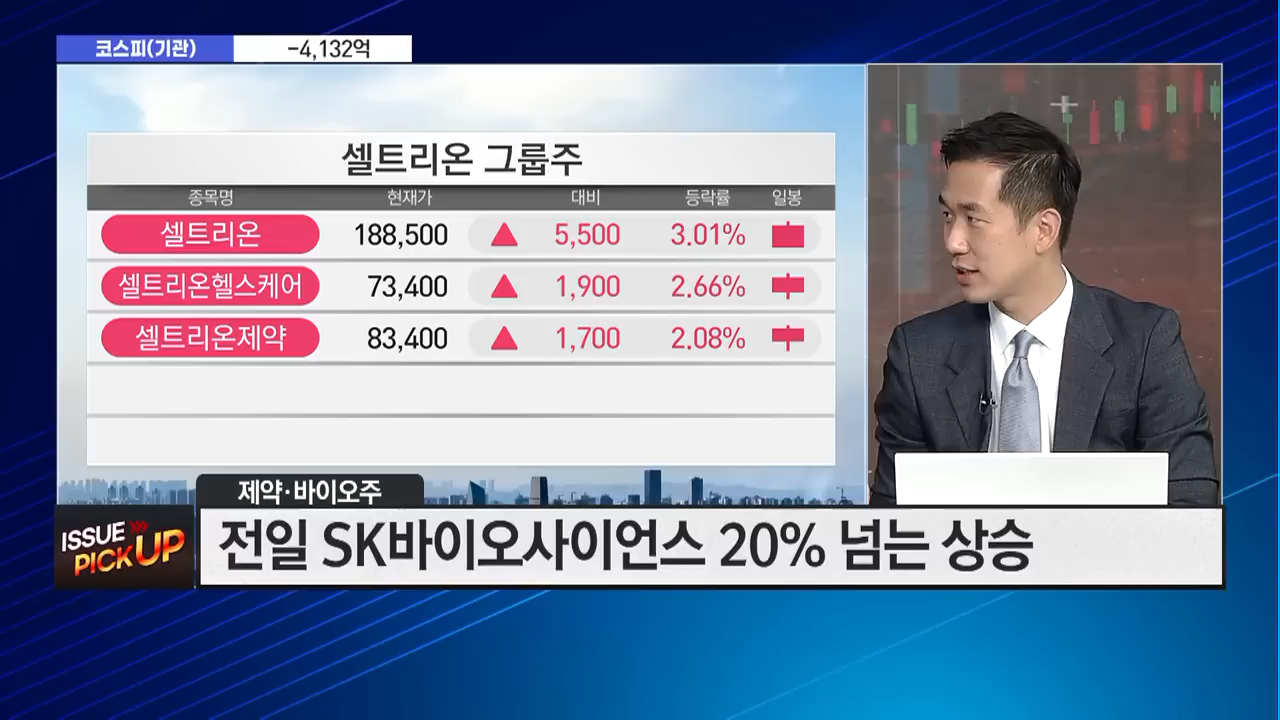 코스피(기관) -4,132억
셀트리온 그룹주
종목명 현재가 대비 등락률 일봉
셀트리온 188,500 ▲ 5,500 3.01%
셀트리온헬스케어 73,400 ▲ 1,900 2.66%
셀트리온제약 83,400 ▲ 1,700 2.08%
제약·바이오주
ISSUE
PICK UP
전일 SK바이오사이언스 20% 넘는 상승